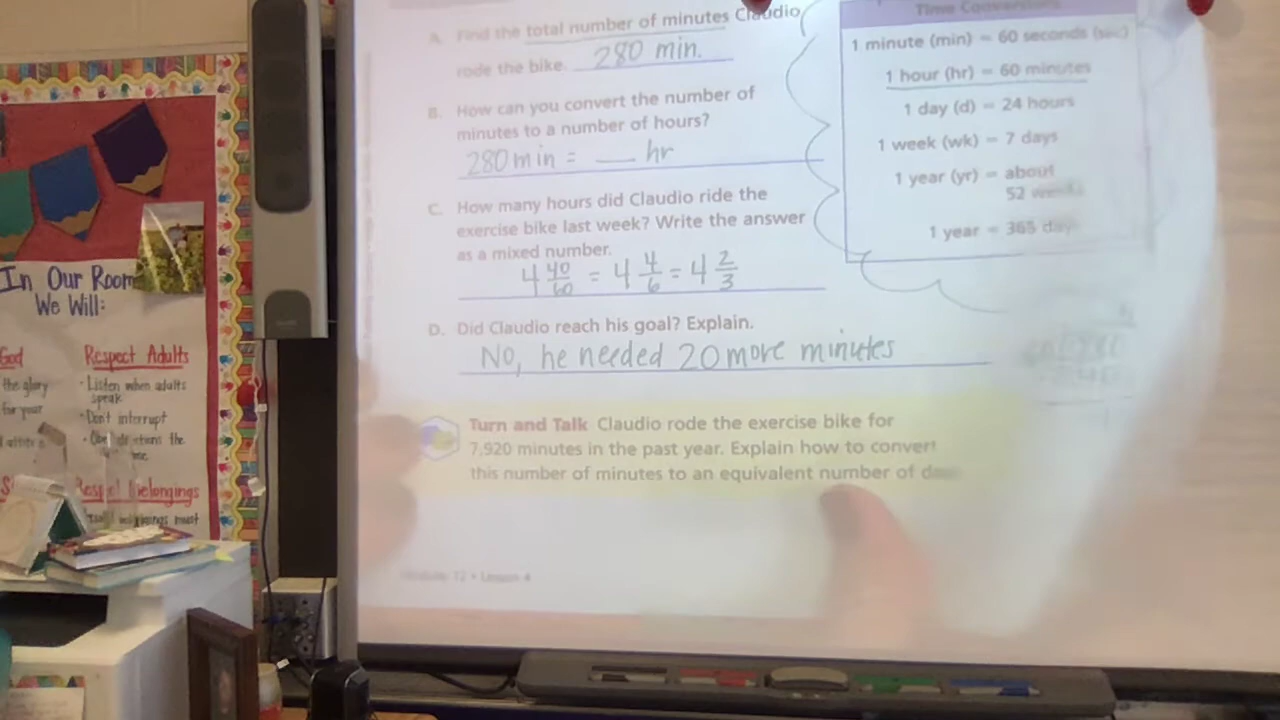 A. Find the total number of minutes Claudio
rode the bike. 280 min.
B. How can you convert the number of
minutes to a number of hours?
280 min = __ hr
C. How many hours did Claudio ride the
exercise bike last week? Write the answer
as a mixed number.
4 40/60 = 4 4/6 = 4 2/3
D. Did Claudio reach his goal? Explain.
No, he needed 20 more minutes
Turn and Talk Claudio rode the exercise bike for
7,920 minutes in the past year. Explain how to convert
this number of minutes to an equivalent number of
Module 12 • Lesson 4
Time
1 minute (min) = 60 seconds (sec)
1 hour (hr) = 60 minutes
1 day (d) = 24 hours
1 week (wk) = 7 days
1 year (yr) = about
52
1 year = 365
In Our Room
We Will:
God
the glory
for your
Respect Adults
• Listen when adults
speak
• Don't interrupt
the
Belongings
must